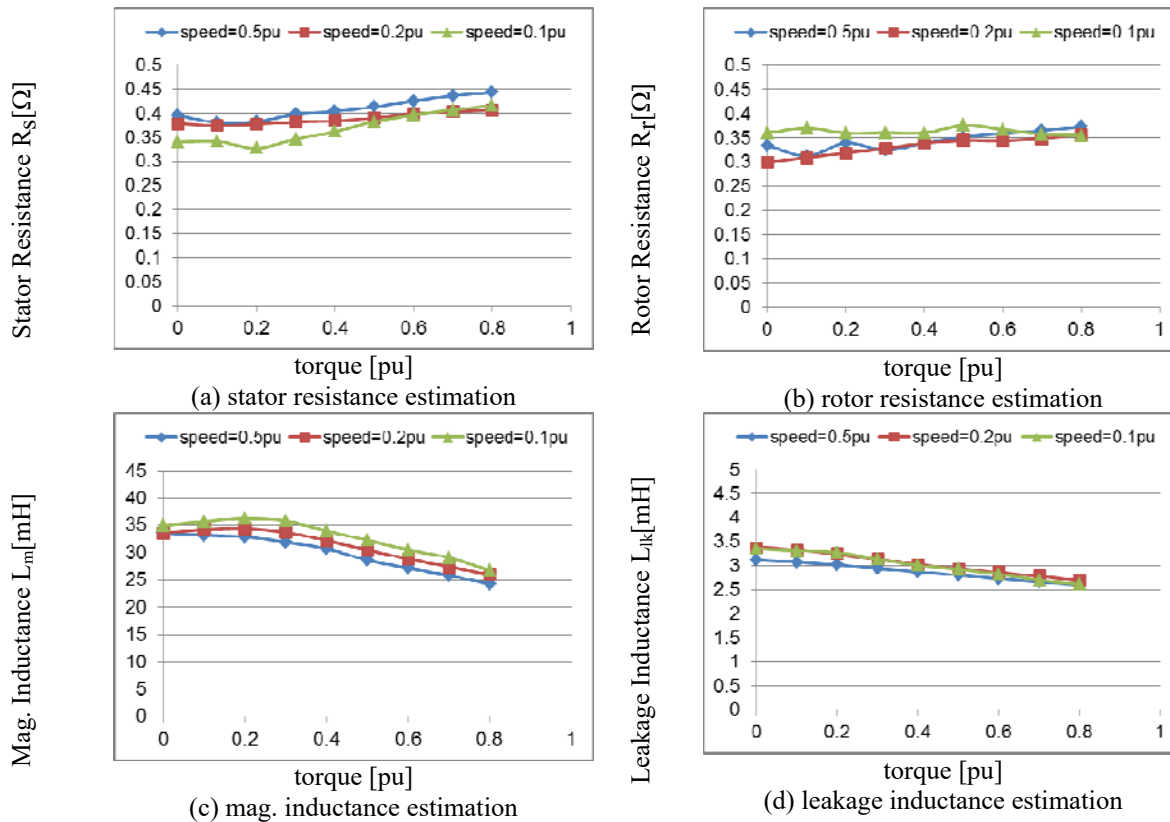 speed=0.5pu speed=0.2pu speed=0.1pu
Stator Resistance Rs[Ω]
0.5
0.45
0.4
0.35
0.3
0.25
0.2
0.15
0.1
0.05
0
0 0.2 0.4 0.6 0.8 1
torque [pu]
(a) stator resistance estimation
speed=0.5pu speed=0.2pu speed=0.1pu
Rotor Resistance Rr[Ω]
0.5
0.45
0.4
0.35
0.3
0.25
0.2
0.15
0.1
0.05
0
0 0.2 0.4 0.6 0.8 1
torque [pu]
(b) rotor resistance estimation
speed=0.5pu speed=0.2pu speed=0.1pu
Mag. Inductance Lm[mH]
45
40
35
30
25
20
15
10
5
0
0 0.2 0.4 0.6 0.8 1
torque [pu]
(c) mag. inductance estimation
speed=0.5pu speed=0.2pu speed=0.1pu
Leakage Inductance Llk[mH]
5
4.5
4
3.5
3
2.5
2
1.5
1
0.5
0
0 0.2 0.4 0.6 0.8 1
torque [pu]
(d) leakage inductance estimation